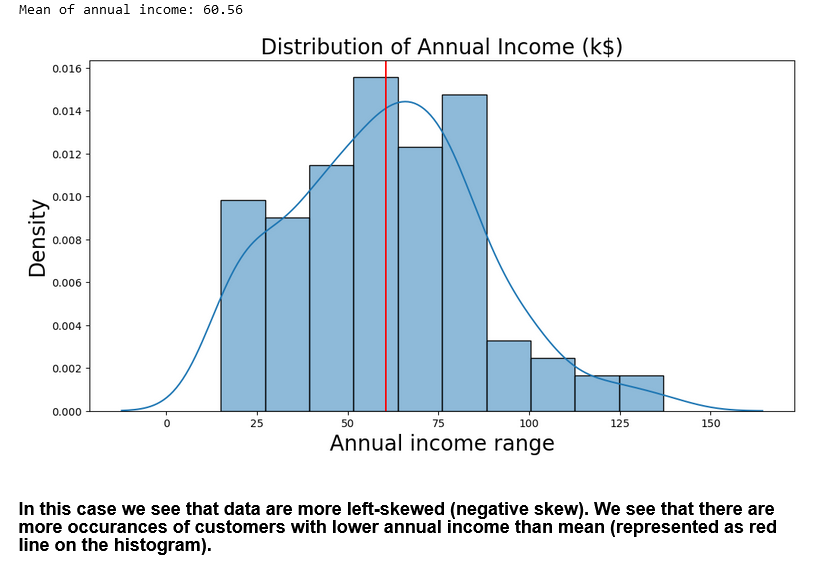 Mean of annual income: 60.56
Distribution of Annual Income (k$)
0.016
0.014
0.012
0.010
0.008
0.006
0.004
0.002
0.000
Density
0 25 50 75 100 125 150
Annual income range
In this case we see that data are more left-skewed (negative skew). We see that there are
more occurances of customers with lower annual income than mean (represented as red
line on the histogram).